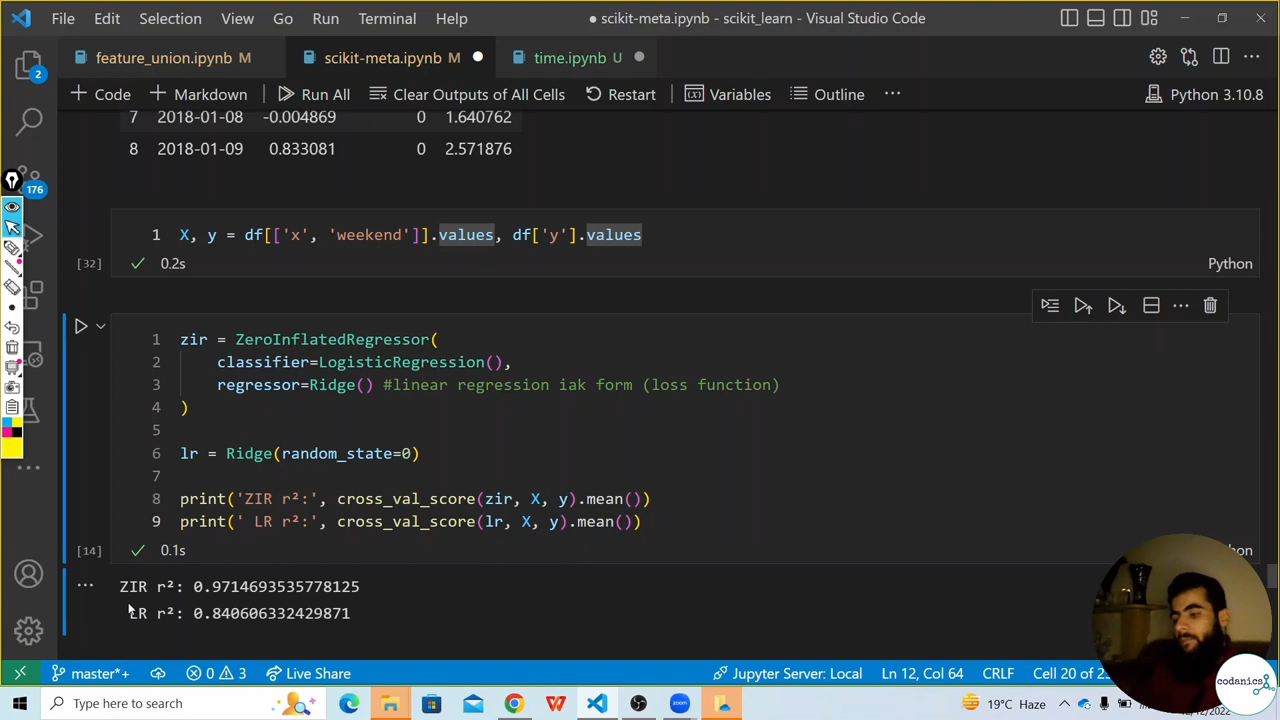 File Edit Selection View Go Run Terminal Help
● scikit-meta.ipynb - scikit_learn - Visual Studio Code
feature_union.ipynb M scikit-meta.ipynb M time.ipynb U
Code Markdown Run All Clear Outputs of All Cells Restart Variables Outline Python 3.10.8
7 2018-01-08 -0.004869 0 1.640762
8 2018-01-09 0.833081 0 2.571876
2
176
1 X, y = df[['x', 'weekend']].values, df['y'].values
[32] 0.2s Python
1 zir = ZeroInflatedRegressor(
2 classifier=LogisticRegression(),
3 regressor=Ridge() #linear regression iak form (loss function)
4 )
5
6 lr = Ridge(random_state=0)
7
8 print('ZIR r²:', cross_val_score(zir, X, y).mean())
9 print(' LR r²:', cross_val_score(lr, X, y).mean())
[14] 0.1s
ZIR r²: 0.9714693535778125
LR r²: 0.840606332429871
codanics
master*+ 0 3 Live Share Jupyter Server: Local Ln 12, Col 64 CRLF
Type here to search 19°C Haze